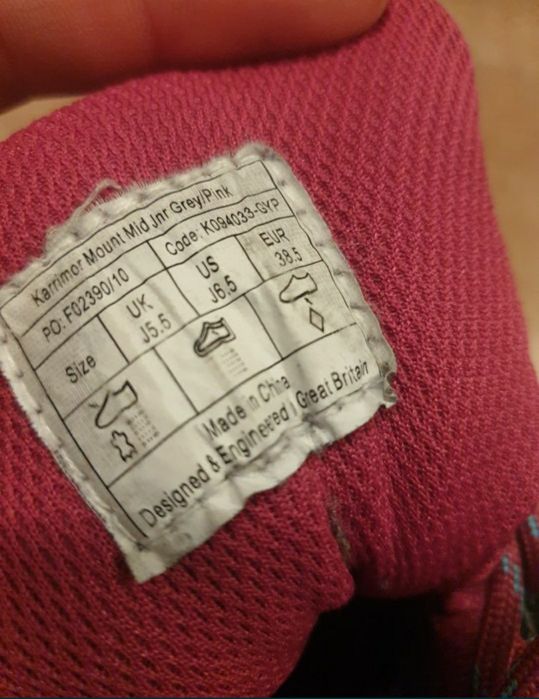 Karrimor Mount Mid Jnr Grey/Pink
PO: F02390/10 Code: K094033-GYP
Size UK J5.5 US J6.5 EUR 38.5
Made in China
Designed & Engineered | Great Britain